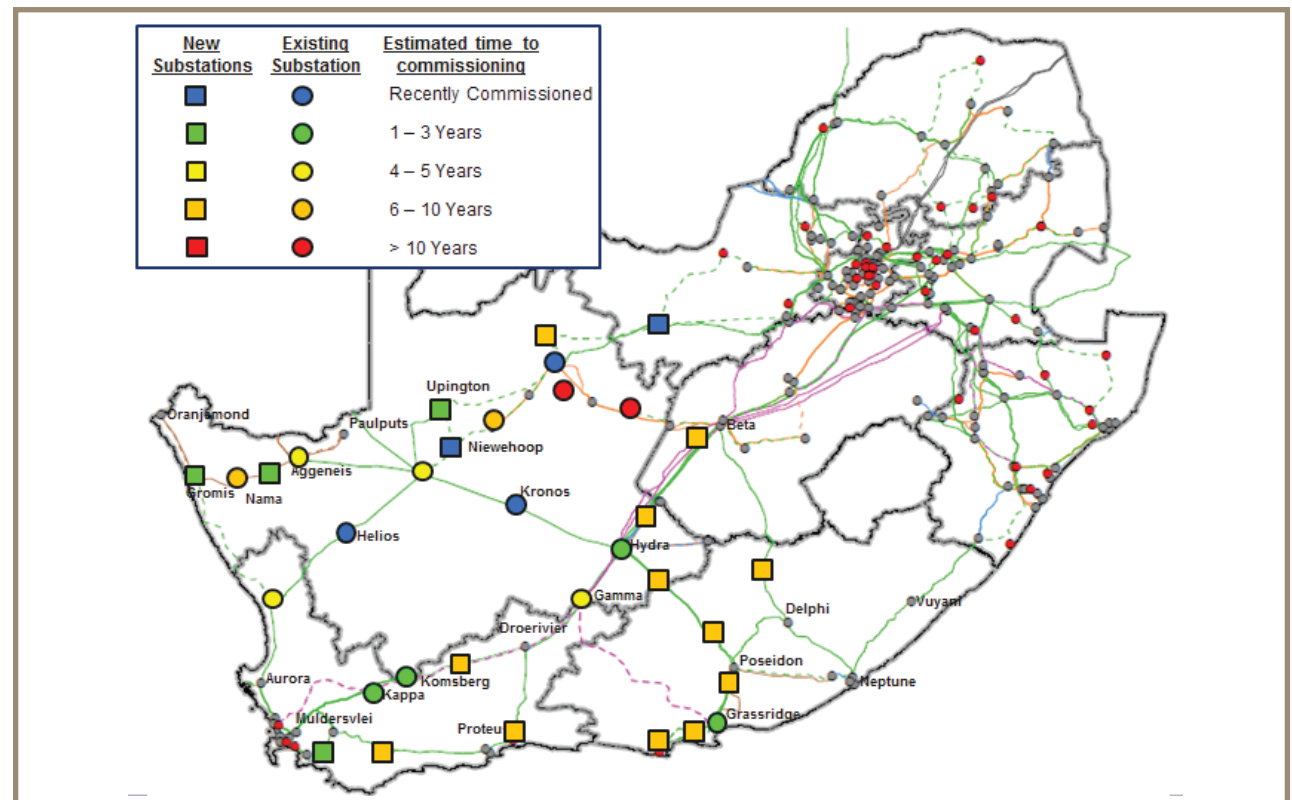 New Substations
Existing Substation
Estimated time to commissioning
Recently Commissioned
1 – 3 Years
4 – 5 Years
6 – 10 Years
> 10 Years
Upington
Oranjemond
Paulputs
Niewehoop
Aggeneis
Gromis
Nama
Kronos
Helios
Beta
Hydra
Gamma
Delphi
Vuyani
Droerivier
Poseidon
Komsberg
Aurora
Kappa
Neptune
Grassridge
Muldersvlei
Proteu